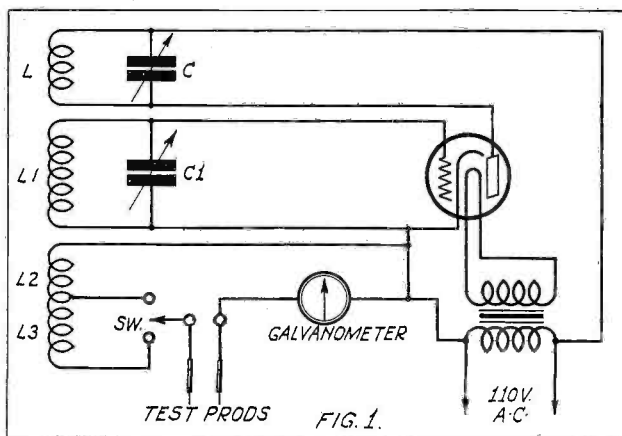 L
C
L1
C1
L2
L3
SW.
GALVANOMETER
TEST PRODS
FIG. 1.
110V.
A.C.